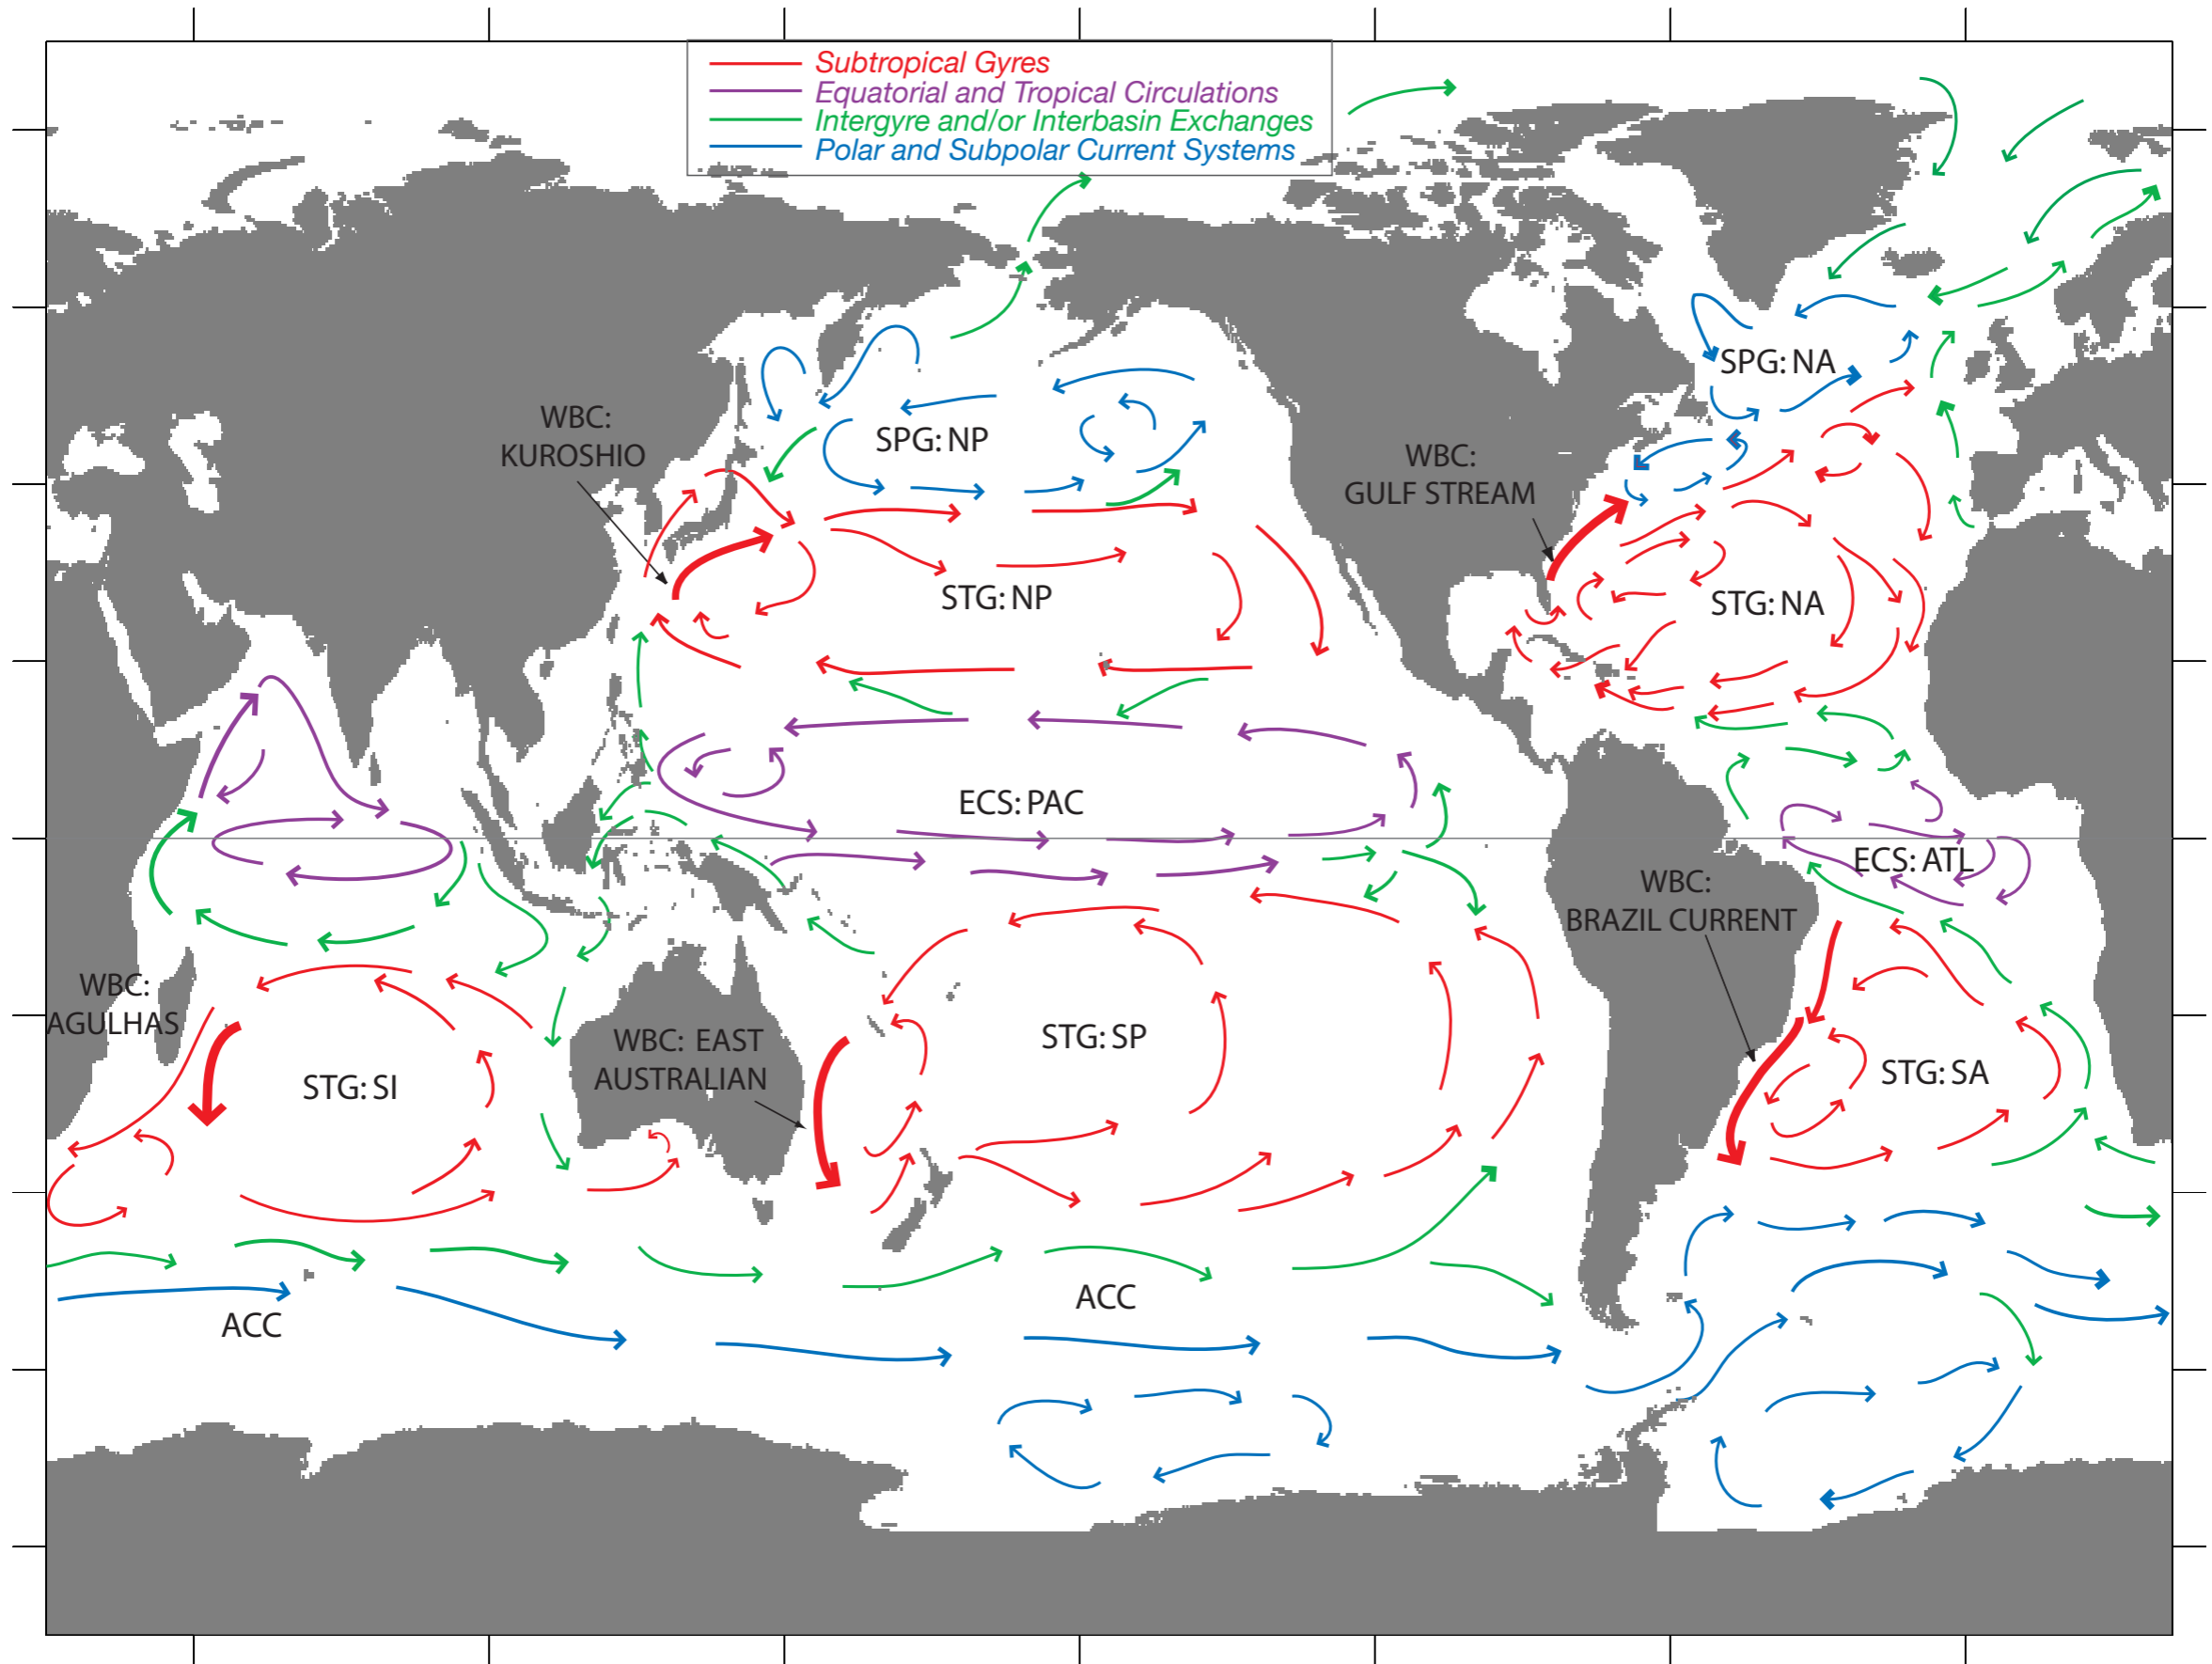 Subtropical Gyres
Equatorial and Tropical Circulations
Intergyre and/or Interbasin Exchanges
Polar and Subpolar Current Systems
SPG: NA
WBC:
KUROSHIO
SPG: NP
WBC:
GULF STREAM
STG: NP
STG: NA
ECS: PAC
ECS: ATL
WBC:
BRAZIL CURRENT
WBC:
AGULHAS
WBC: EAST
AUSTRALIAN
STG: SP
STG: SI
STG: SA
ACC
ACC